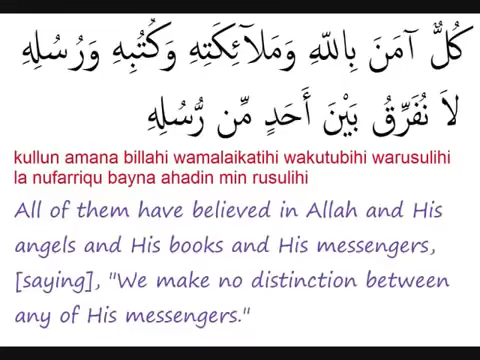 كُلٌّ آمَنَ بِاللّهِ وَمَلآئِكَتِهِ وَكُتُبِهِ وَرُسُلِهِ
لاَ نُفَرِّقُ بَيْنَ أَحَدٍ مِّن رُّسُلِهِ
kullun amana billahi wamalaikatihi wakutubihi warusulihi
la nufarriqu bayna ahadin min rusulihi
All of them have believed in Allah and His
angels and His books and His messengers,
[saying], "We make no distinction between
any of His messengers."